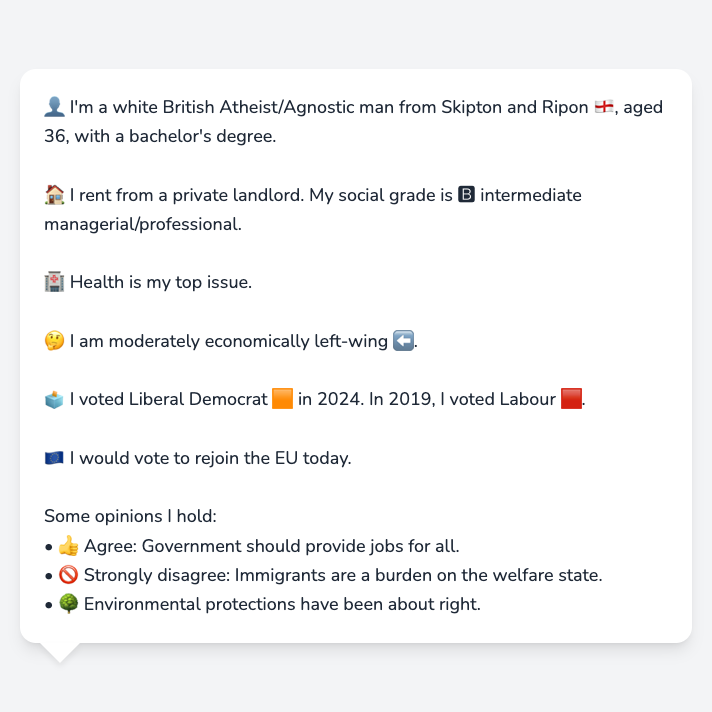 👤 I'm a white British Atheist/Agnostic man from Skipton and Ripon 🏴󠁧󠁢󠁥󠁮󠁧󠁿, aged
36, with a bachelor's degree.
🏠 I rent from a private landlord. My social grade is 🅱 intermediate
managerial/professional.
🏥 Health is my top issue.
🤔 I am moderately economically left-wing ⬅️.
🗳️ I voted Liberal Democrat 🟧 in 2024. In 2019, I voted Labour 🟥.
🇪🇺 I would vote to rejoin the EU today.
Some opinions I hold:
• 👍 Agree: Government should provide jobs for all.
• 🚫 Strongly disagree: Immigrants are a burden on the welfare state.
• 🌳 Environmental protections have been about right.